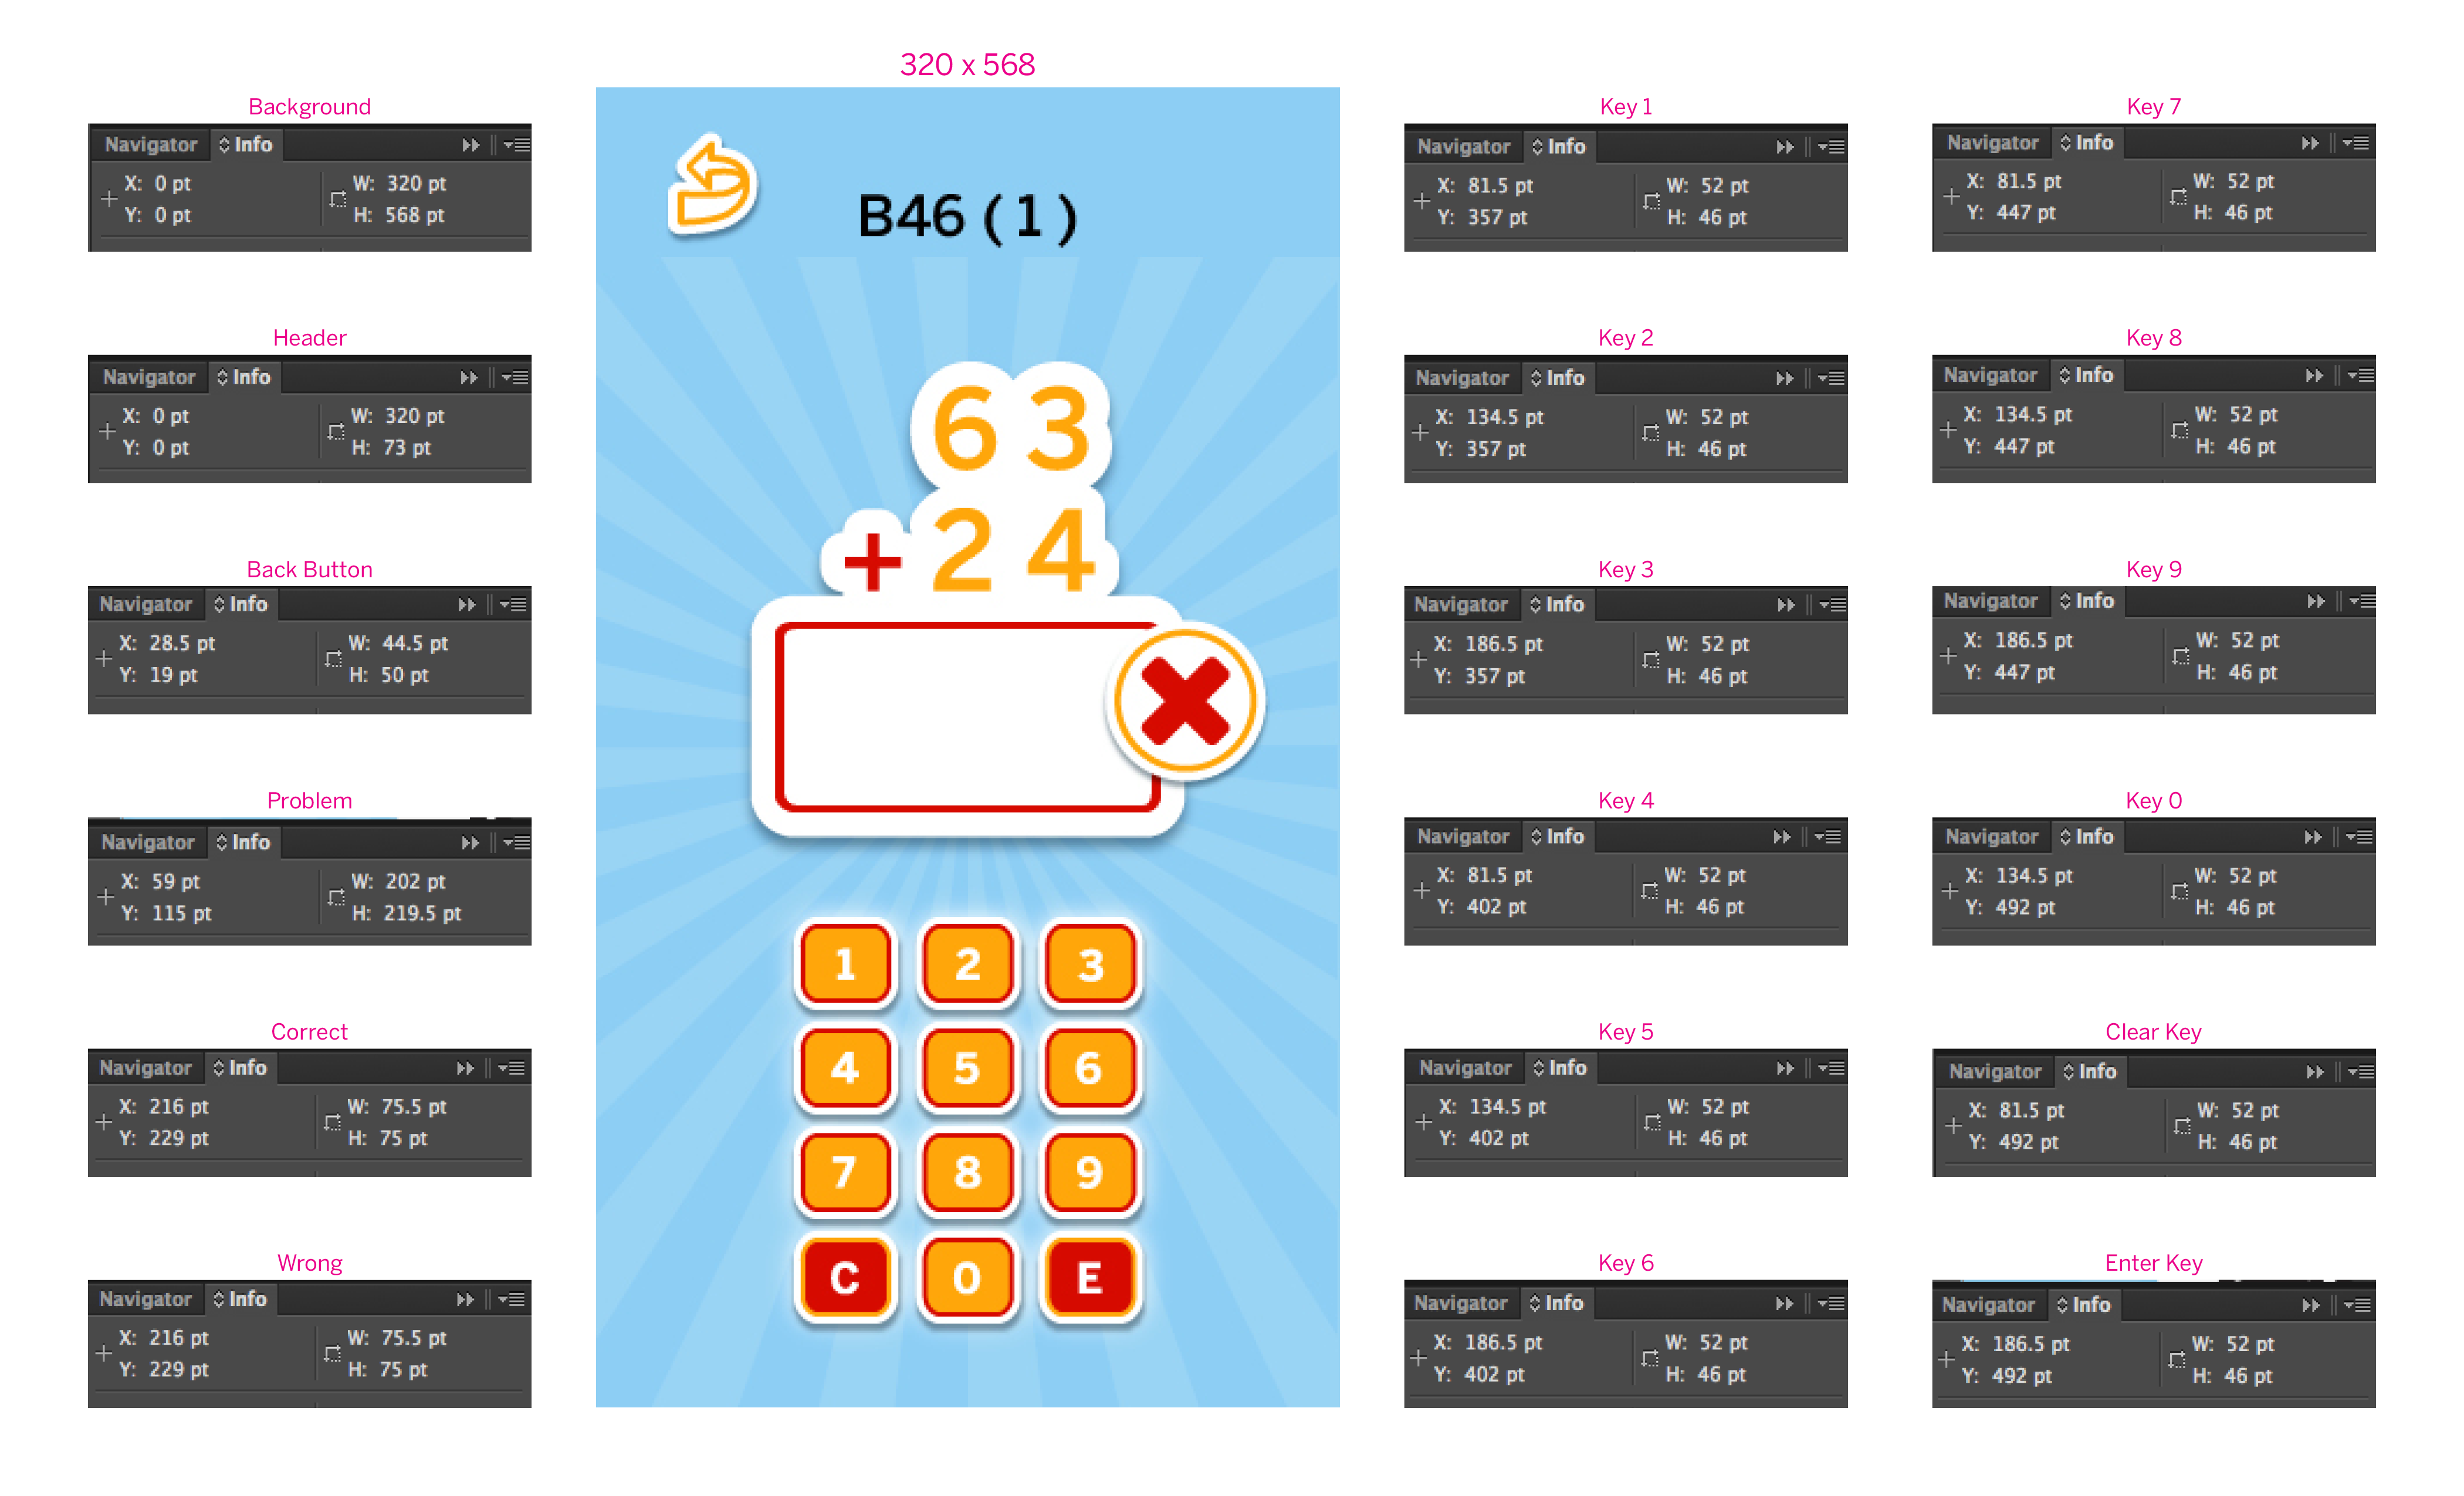 320 x 568
Background
Navigator Info
X: 0 pt W: 320 pt
Y: 0 pt H: 568 pt
Header
Navigator Info
X: 0 pt W: 320 pt
Y: 0 pt H: 73 pt
Back Button
Navigator Info
X: 28.5 pt W: 44.5 pt
Y: 19 pt H: 50 pt
Problem
Navigator Info
X: 59 pt W: 202 pt
Y: 115 pt H: 219.5 pt
Correct
Navigator Info
X: 216 pt W: 75.5 pt
Y: 229 pt H: 75 pt
Wrong
Navigator Info
X: 216 pt W: 75.5 pt
Y: 229 pt H: 75 pt
B46 (1)
63
+ 24
1 2 3
4 5 6
7 8 9
C 0 E
Key 1
Navigator Info
X: 81.5 pt W: 52 pt
Y: 357 pt H: 46 pt
Key 2
Navigator Info
X: 134.5 pt W: 52 pt
Y: 357 pt H: 46 pt
Key 3
Navigator Info
X: 186.5 pt W: 52 pt
Y: 357 pt H: 46 pt
Key 4
Navigator Info
X: 81.5 pt W: 52 pt
Y: 402 pt H: 46 pt
Key 5
Navigator Info
X: 134.5 pt W: 52 pt
Y: 402 pt H: 46 pt
Key 6
Navigator Info
X: 186.5 pt W: 52 pt
Y: 402 pt H: 46 pt
Key 7
Navigator Info
X: 81.5 pt W: 52 pt
Y: 447 pt H: 46 pt
Key 8
Navigator Info
X: 134.5 pt W: 52 pt
Y: 447 pt H: 46 pt
Key 9
Navigator Info
X: 186.5 pt W: 52 pt
Y: 447 pt H: 46 pt
Key 0
Navigator Info
X: 134.5 pt W: 52 pt
Y: 492 pt H: 46 pt
Clear Key
Navigator Info
X: 81.5 pt W: 52 pt
Y: 492 pt H: 46 pt
Enter Key
Navigator Info
X: 186.5 pt W: 52 pt
Y: 492 pt H: 46 pt